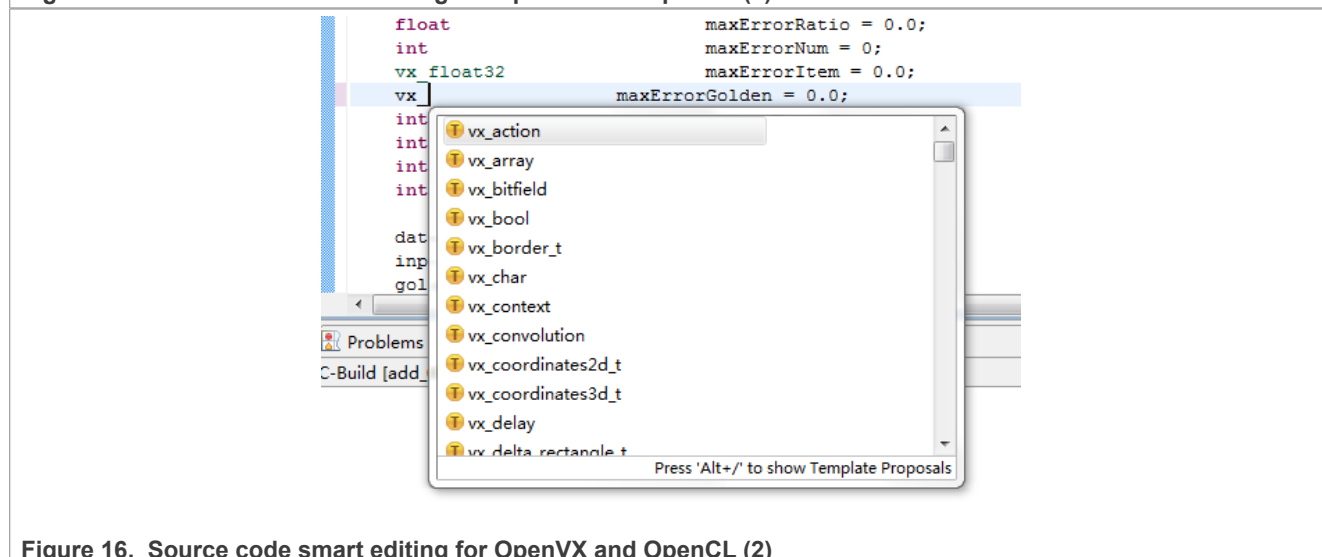 float maxErrorRatio = 0.0;
int maxErrorNum = 0;
vx_float32 maxErrorItem = 0.0;
vx_ maxErrorGolden = 0.0;
int
int
int
int
dat
inp
gol
vx_action
vx_array
vx_bitfield
vx_bool
vx_border_t
vx_char
vx_context
vx_convolution
vx_coordinates2d_t
vx_coordinates3d_t
vx_delay
vx_delta_rectangle_t
Press 'Alt+/' to show Template Proposals
Problems
C-Build [add_
Figure 16. Source code smart editing for OpenVX and OpenCL (2)